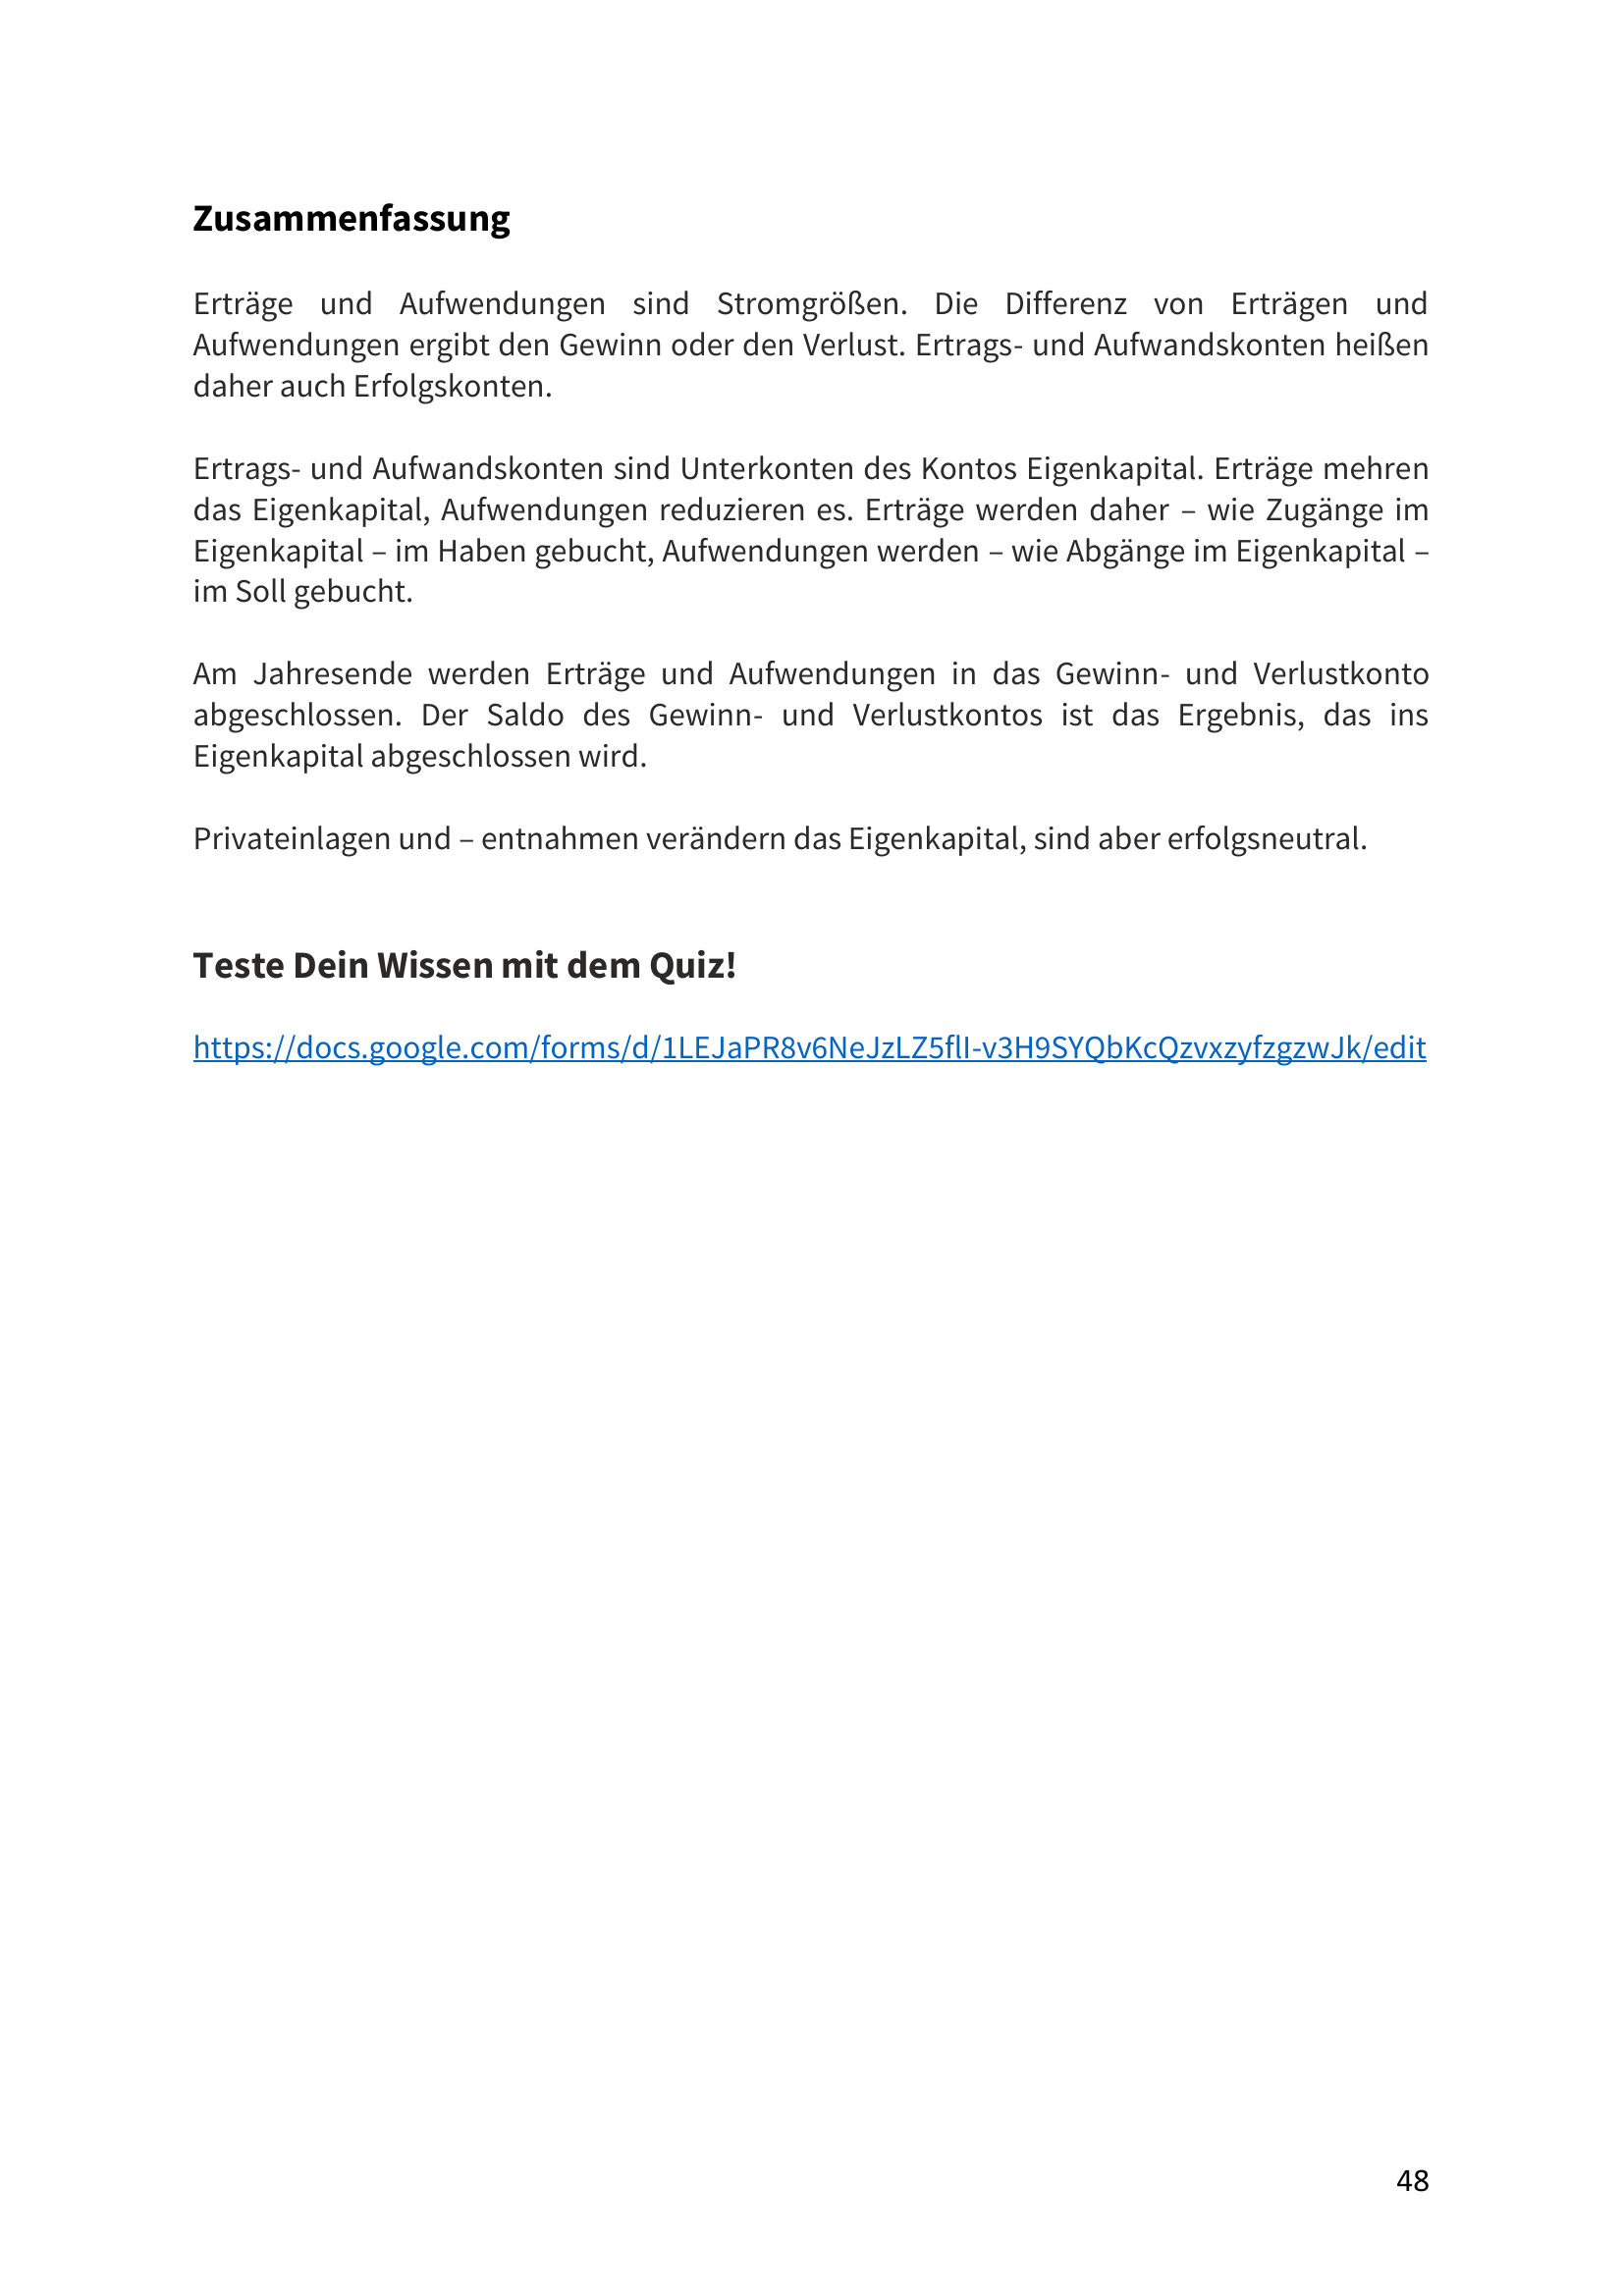 Zusammenfassung
Erträge und Aufwendungen sind Stromgrößen. Die Differenz von Erträgen und
Aufwendungen ergibt den Gewinn oder den Verlust. Ertrags- und Aufwandskonten heißen
daher auch Erfolgskonten.
Ertrags- und Aufwandskonten sind Unterkonten des Kontos Eigenkapital. Erträge mehren
das Eigenkapital, Aufwendungen reduzieren es. Erträge werden daher – wie Zugänge im
Eigenkapital – im Haben gebucht, Aufwendungen werden – wie Abgänge im Eigenkapital –
im Soll gebucht.
Am Jahresende werden Erträge und Aufwendungen in das Gewinn- und Verlustkonto
abgeschlossen. Der Saldo des Gewinn- und Verlustkontos ist das Ergebnis, das ins
Eigenkapital abgeschlossen wird.
Privateinlagen und – entnahmen verändern das Eigenkapital, sind aber erfolgsneutral.
Teste Dein Wissen mit dem Quiz!
https://docs.google.com/forms/d/1LEJaPR8v6NeJzLZ5flI-v3H9SYQbKcQzvxzyfzgzwJk/edit
48